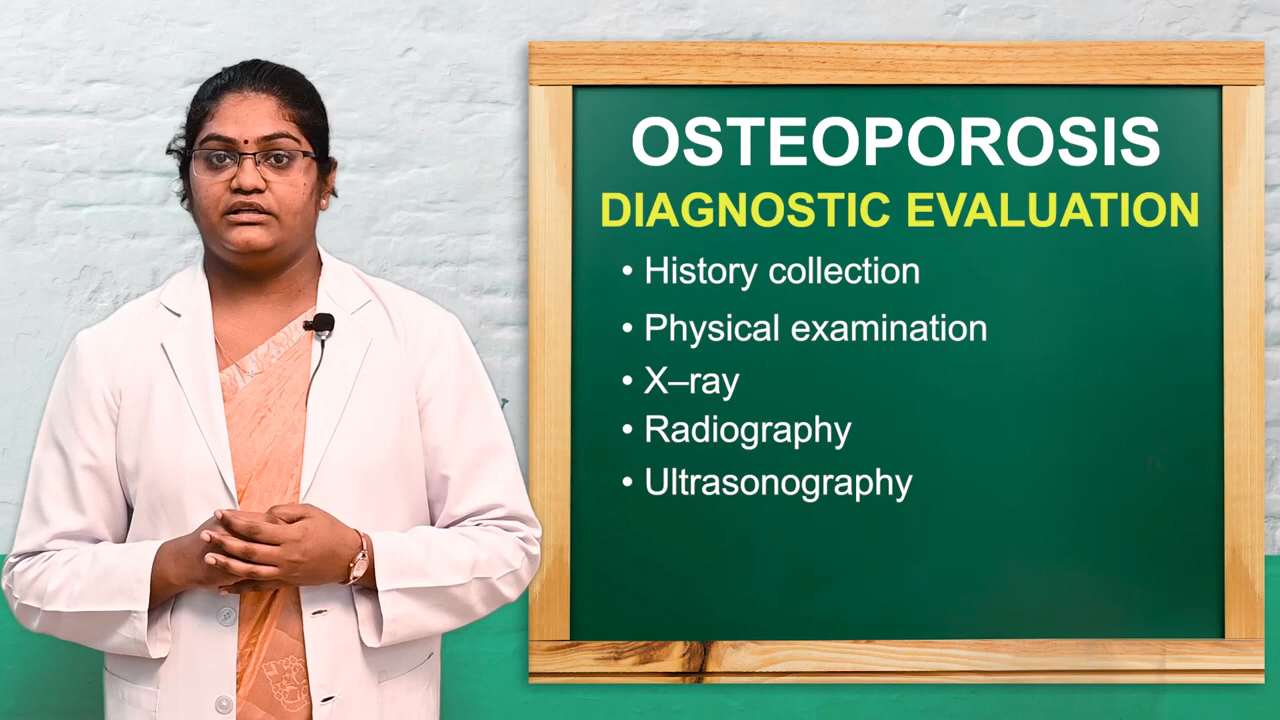 OSTEOPOROSIS
DIAGNOSTIC EVALUATION
• History collection
• Physical examination
• X–ray
• Radiography
• Ultrasonography